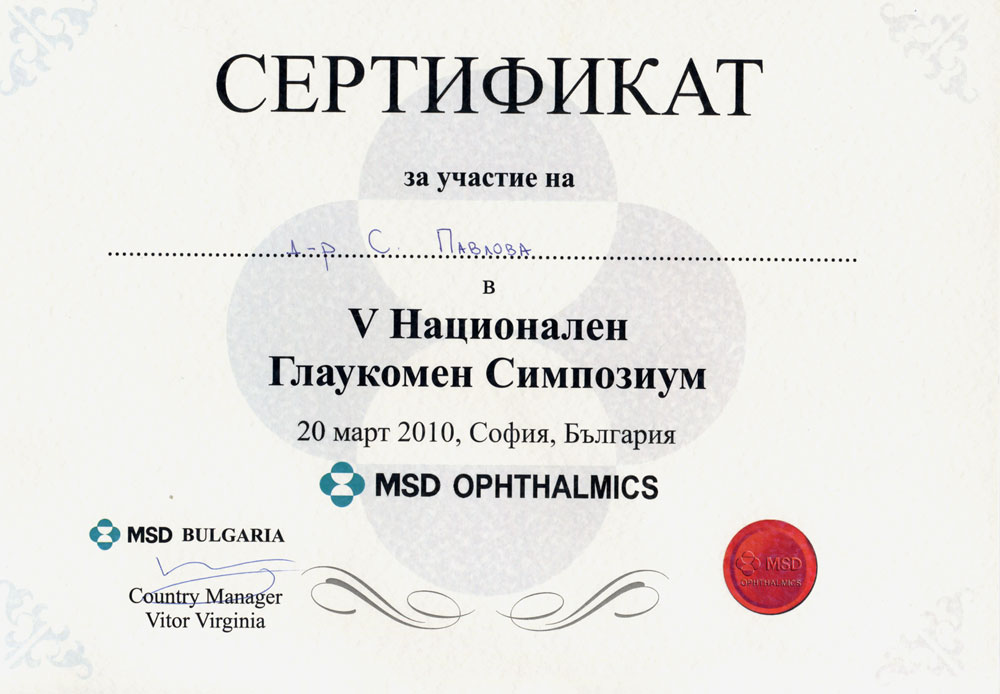 СЕРТИФИКАТ
за участие на
д-р С. Павлова
в
V Национален
Глаукомен Симпозиум
20 март 2010, София, България
MSD OPHTHALMICS
MSD BULGARIA
Country Manager
Vitor Virginia
MSD
OPHTHALMICS